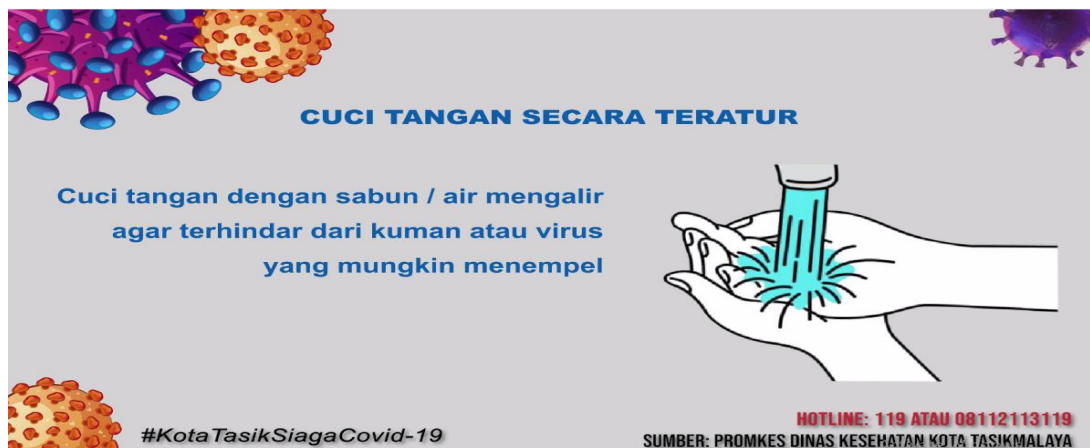 CUCI TANGAN SECARA TERATUR
Cuci tangan dengan sabun / air mengalir
agar terhindar dari kuman atau virus
yang mungkin menempel
HOTLINE: 119 ATAU 08112113119
#KotaTasikSiagaCovid-19
SUMBER: PROMKES DINAS KESEHATAN KOTA TASIKMALAYA